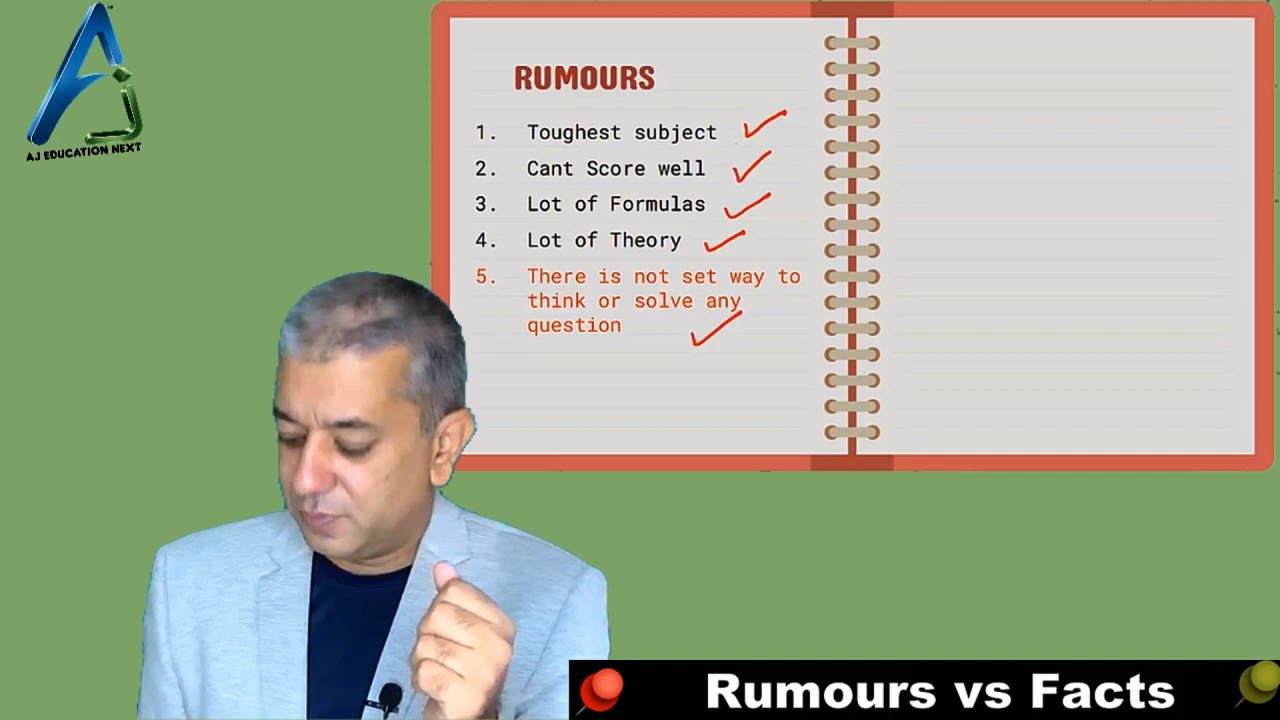 AJ EDUCATION NEXT
RUMOURS
1. Toughest subject
2. Cant Score well
3. Lot of Formulas
4. Lot of Theory
5. There is not set way to
think or solve any
question
Rumours vs Facts